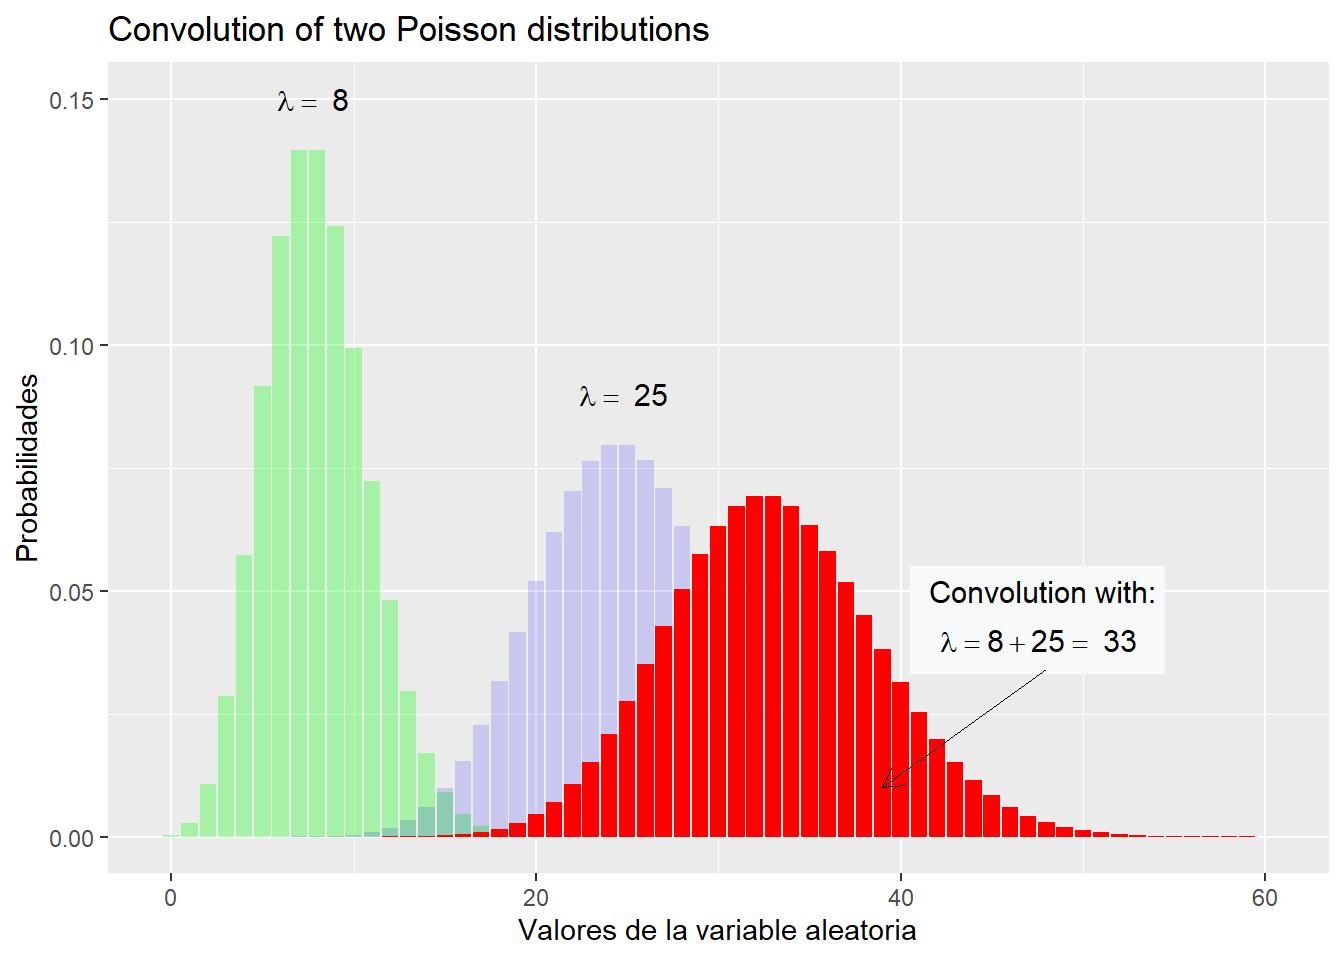 Convolution of two Poisson distributions
λ = 8
λ = 25
Convolution with:
λ = 8 + 25 = 33
Probabilidades
0.15
0.10
0.05
0.00
0
20
40
60
Valores de la variable aleatoria